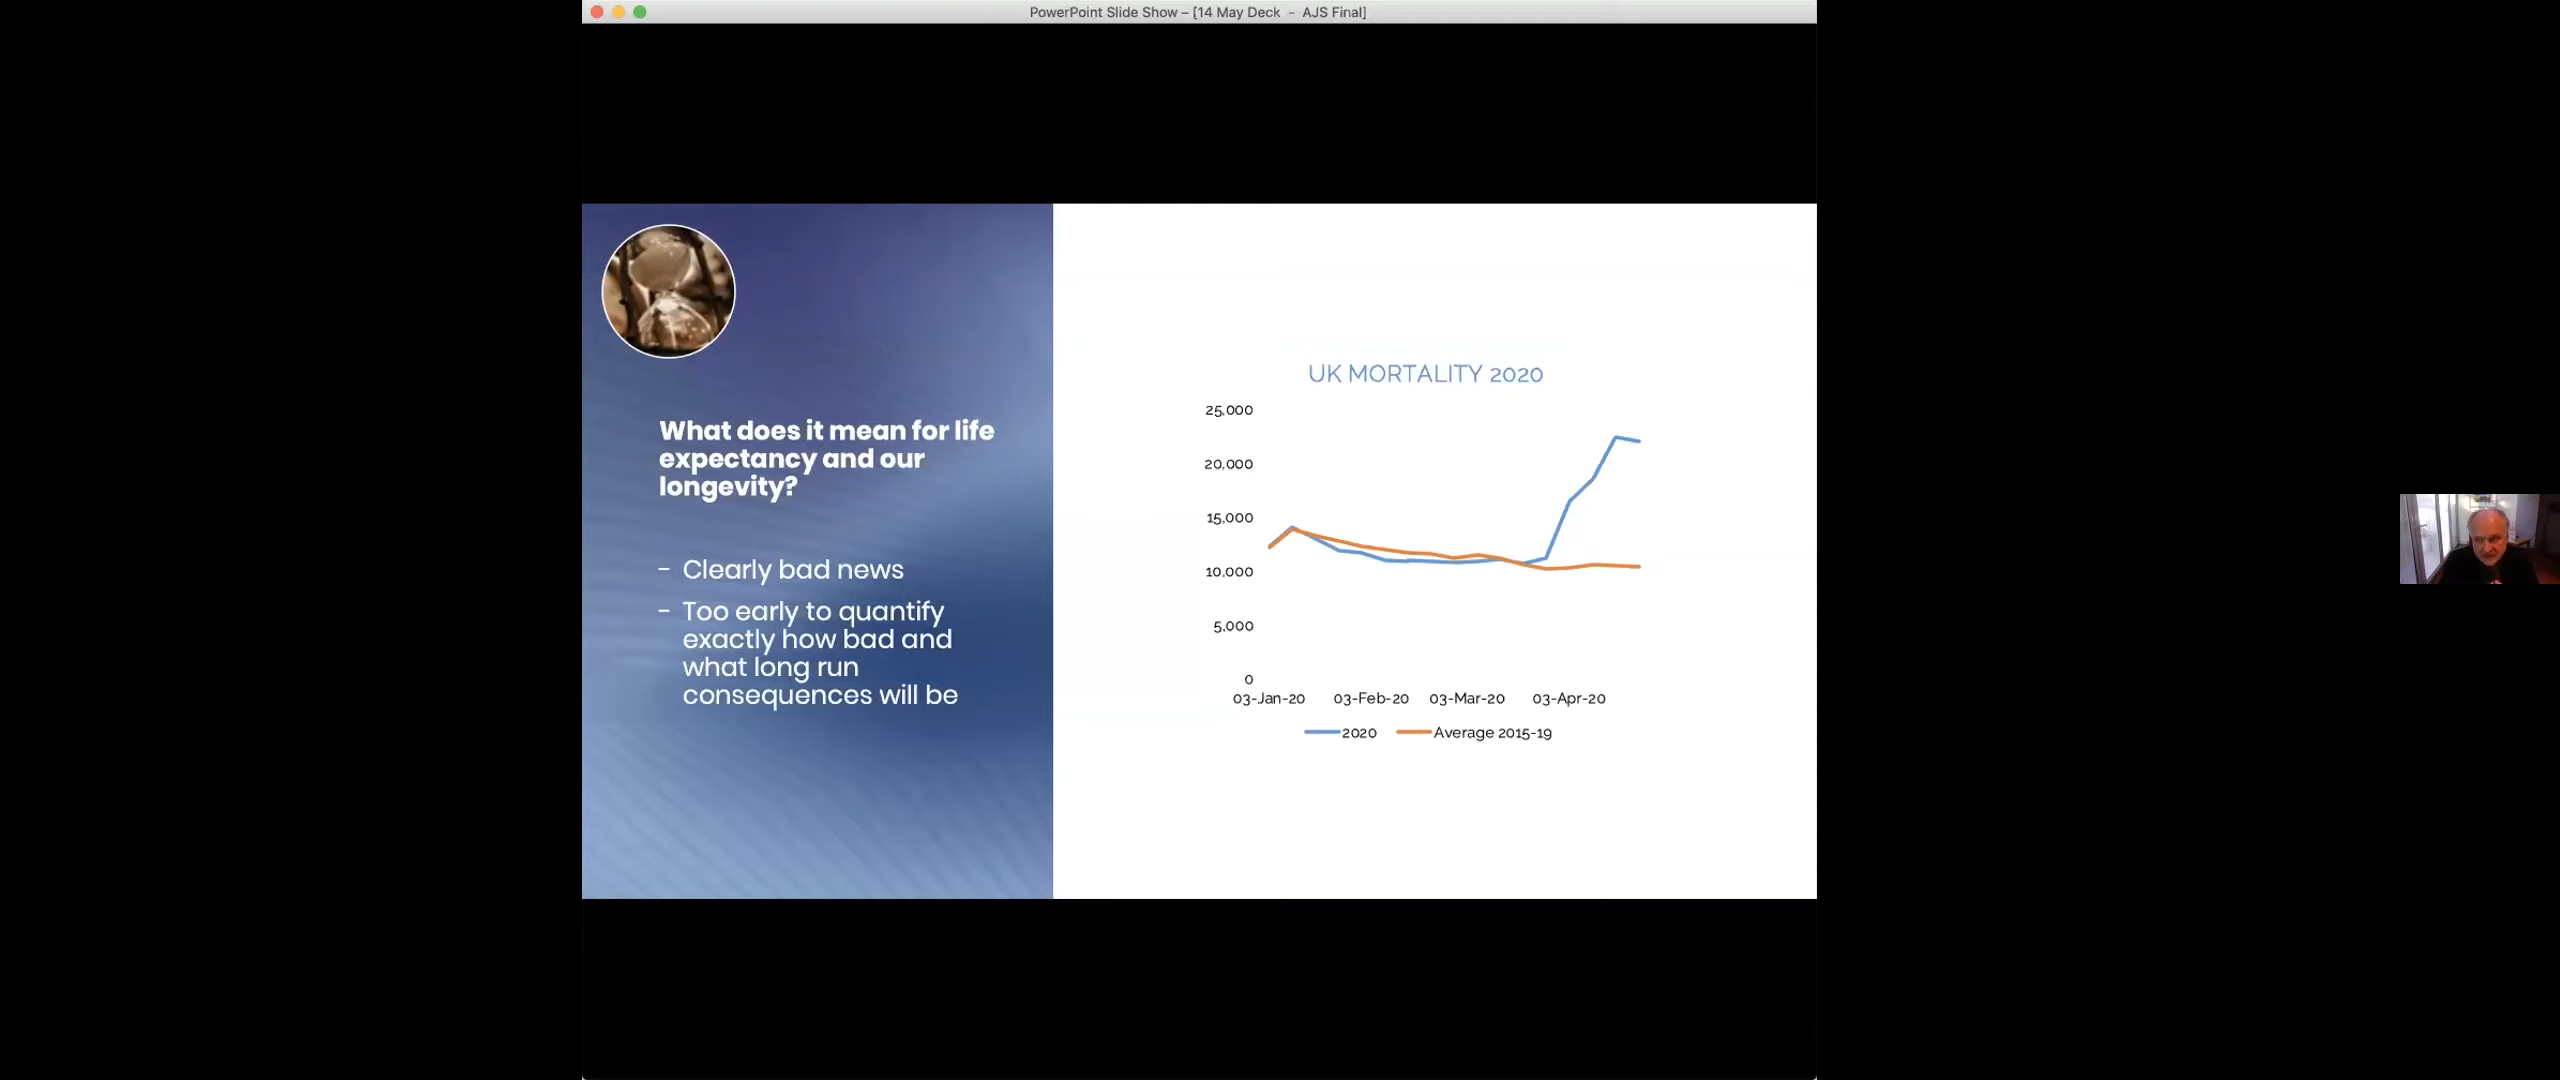 PowerPoint Slide Show – [14 May Deck - AJS Final]
What does it mean for life
expectancy and our
longevity?
– Clearly bad news
– Too early to quantify
exactly how bad and
what long run
consequences will be
UK MORTALITY 2020
25,000
20,000
15,000
10,000
5,000
0
03-Jan-20 03-Feb-20 03-Mar-20 03-Apr-20
2020 Average 2015-19